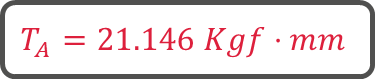 T_A = 21.146 Kgf · mm